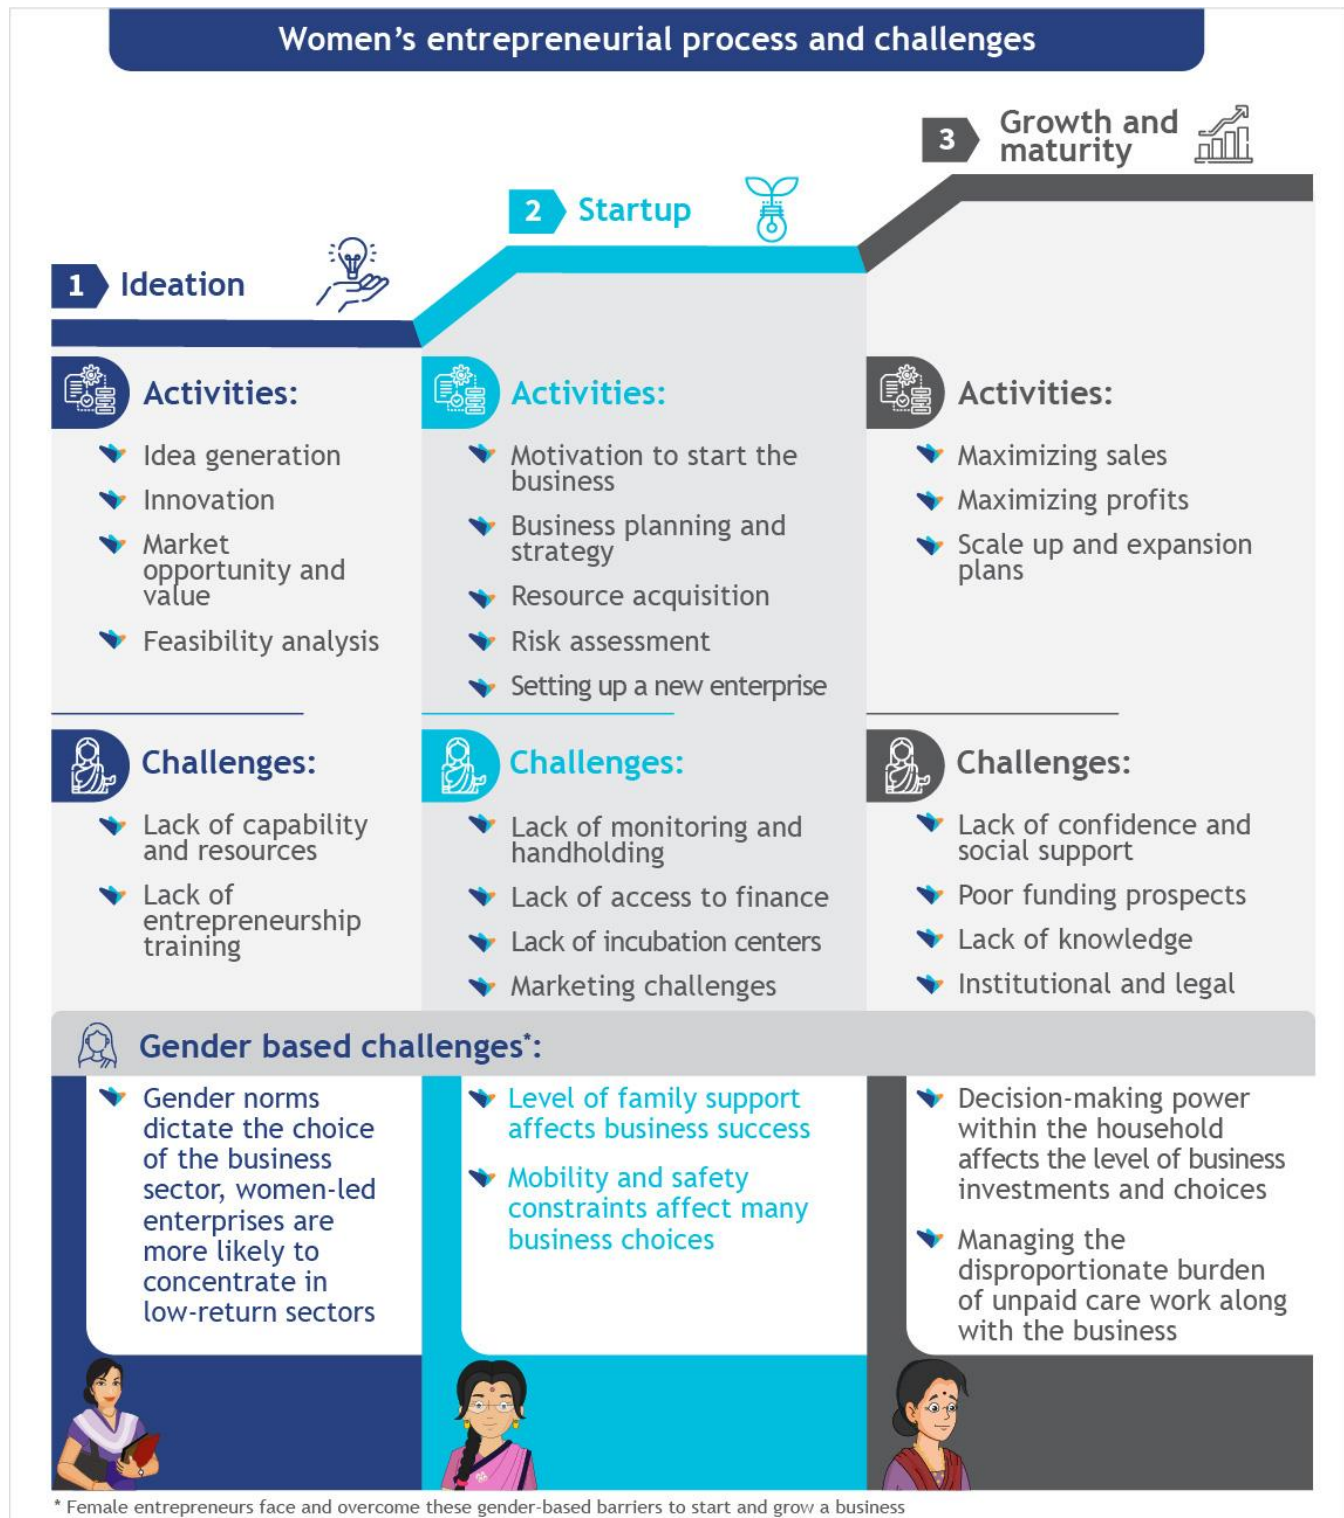 Women's entrepreneurial process and challenges
1 Ideation
2 Startup
3 Growth and
maturity
Activities:
Idea generation
Innovation
Market
opportunity and
value
Feasibility analysis
Challenges:
Lack of capability
and resources
Lack of
entrepreneurship
training
Activities:
Motivation to start the
business
Business planning and
strategy
Resource acquisition
Risk assessment
Setting up a new enterprise
Challenges:
Lack of monitoring and
handholding
Lack of access to finance
Lack of incubation centers
Marketing challenges
Activities:
Maximizing sales
Maximizing profits
Scale up and expansion
plans
Challenges:
Lack of confidence and
social support
Poor funding prospects
Lack of knowledge
Institutional and legal
Gender based challenges*:
Gender norms
dictate the choice
of the business
sector, women-led
enterprises are
more likely to
concentrate in
low-return sectors
Level of family support
affects business success
Mobility and safety
constraints affect many
business choices
Decision-making power
within the household
affects the level of business
investments and choices
Managing the
disproportionate burden
of unpaid care work along
with the business
* Female entrepreneurs face and overcome these gender-based barriers to start and grow a business